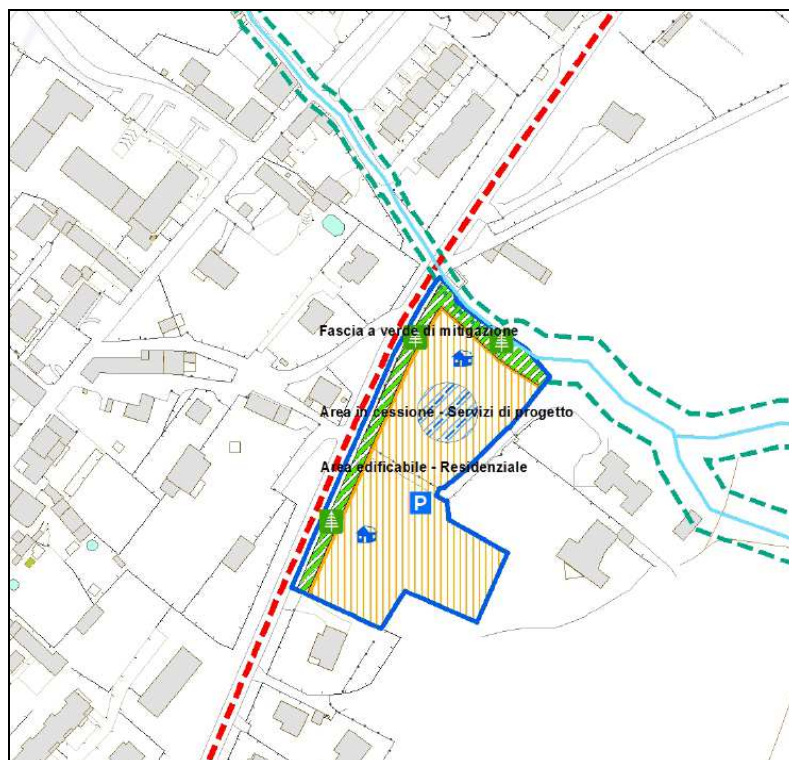 Fascia a verde di mitigazione
Area in cessione - Servizi di progetto
Area edificabile - Residenziale
P